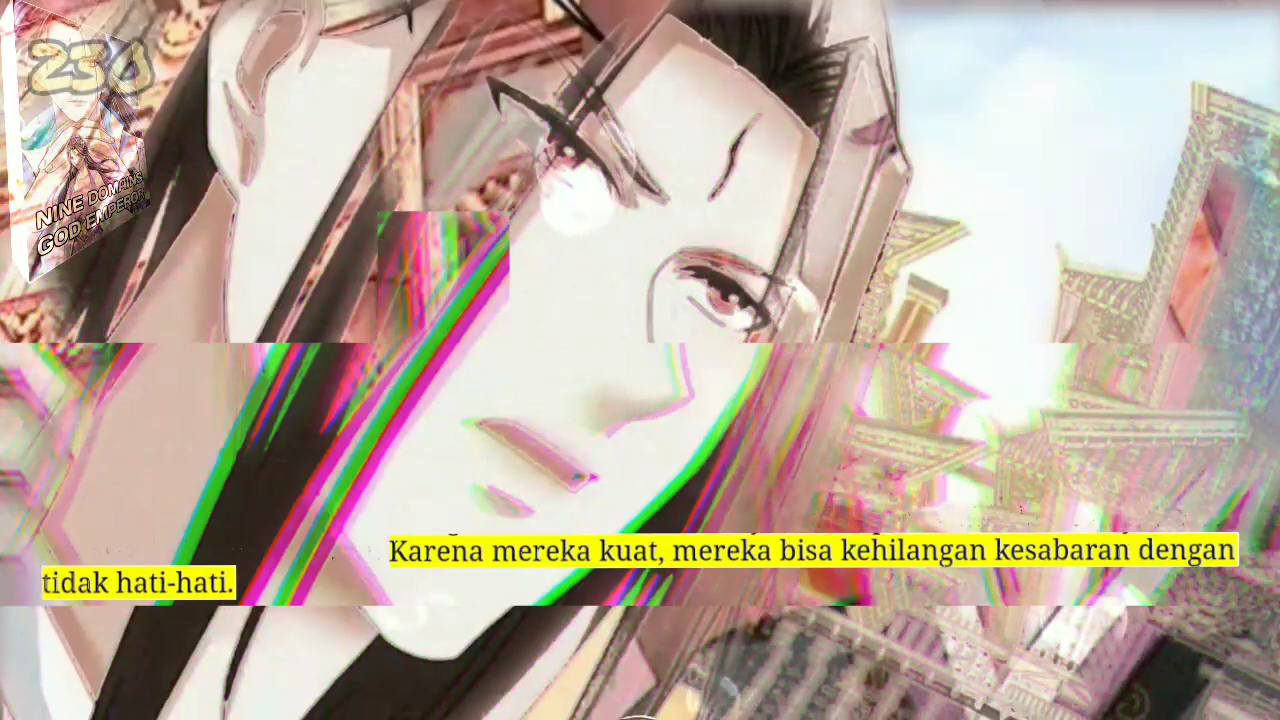 230
NINE DOMAINS
GOD EMPEROR
Karena mereka kuat, mereka bisa kehilangan kesabaran dengan
tidak hati-hati.